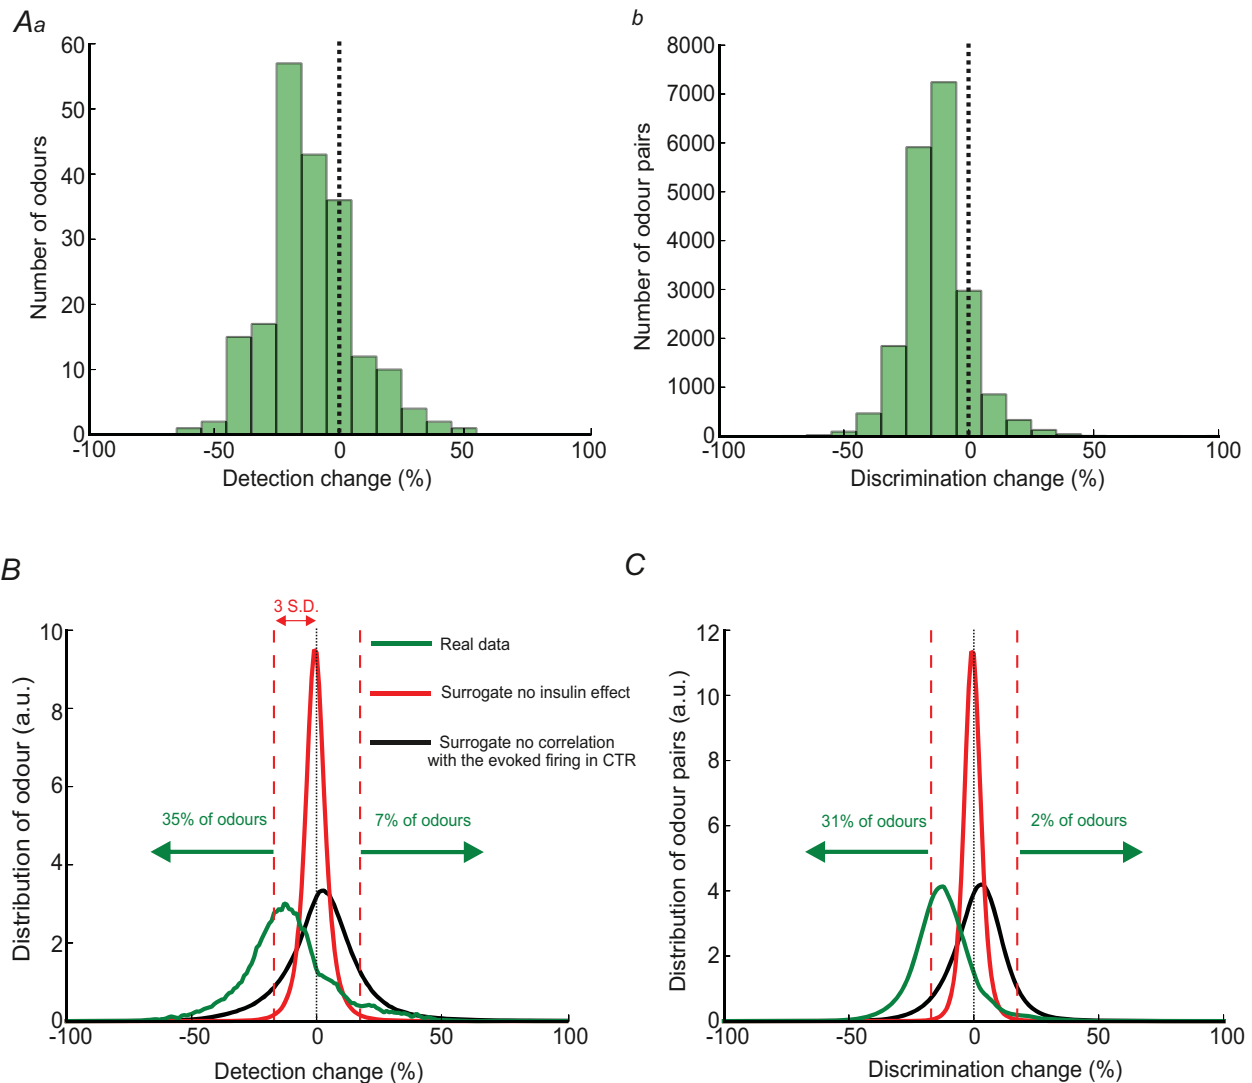 Aa
60
50
40
30
20
10
0
-100
-50
0
50
100
Number of odours
Detection change (%)
b
8000
7000
6000
5000
4000
3000
2000
1000
0
-100
-50
0
50
100
Number of odour pairs
Discrimination change (%)
B
3 S.D.
10
8
6
4
2
0
-100
-50
0
50
100
Distribution of odour (a.u.)
Detection change (%)
Real data
Surrogate no insulin effect
Surrogate no correlation
with the evoked firing in CTR
35% of odours
7% of odours
C
12
10
8
6
4
2
0
-100
-50
0
50
100
Distribution of odour pairs (a.u.)
Discrimination change (%)
31% of odours
2% of odours